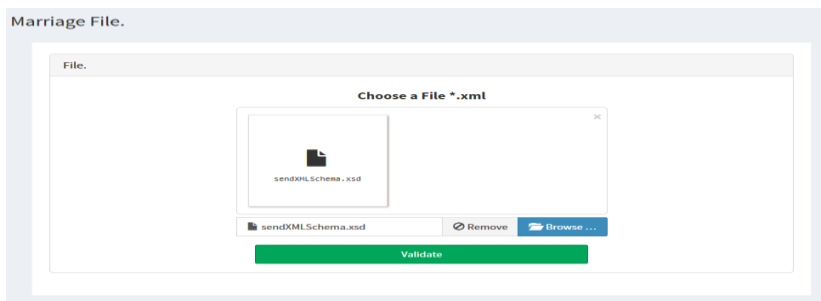 Marriage File.
File.
Choose a File *.xml
×
sendXMLSchema.xsd
sendXMLSchema.xsd Remove Browse ...
Validate